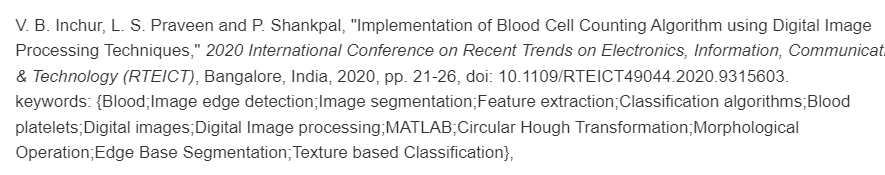 V. B. Inchur, L. S. Praveen and P. Shankpal, "Implementation of Blood Cell Counting Algorithm using Digital Image
Processing Techniques," 2020 International Conference on Recent Trends on Electronics, Information, Communicat
& Technology (RTEICT), Bangalore, India, 2020, pp. 21-26, doi: 10.1109/RTEICT49044.2020.9315603.
keywords: {Blood;Image edge detection;Image segmentation;Feature extraction;Classification algorithms;Blood
platelets;Digital images;Digital Image processing;MATLAB;Circular Hough Transformation;Morphological
Operation;Edge Base Segmentation;Texture based Classification},